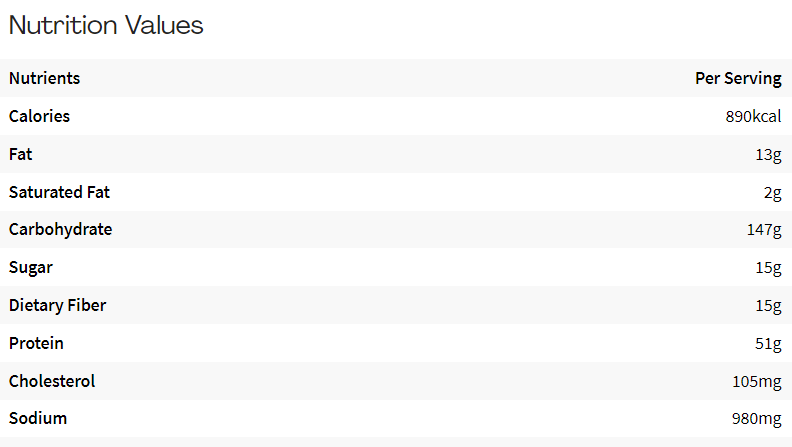 Nutrition Values
Nutrients Per Serving
Calories 890kcal
Fat 13g
Saturated Fat 2g
Carbohydrate 147g
Sugar 15g
Dietary Fiber 15g
Protein 51g
Cholesterol 105mg
Sodium 980mg